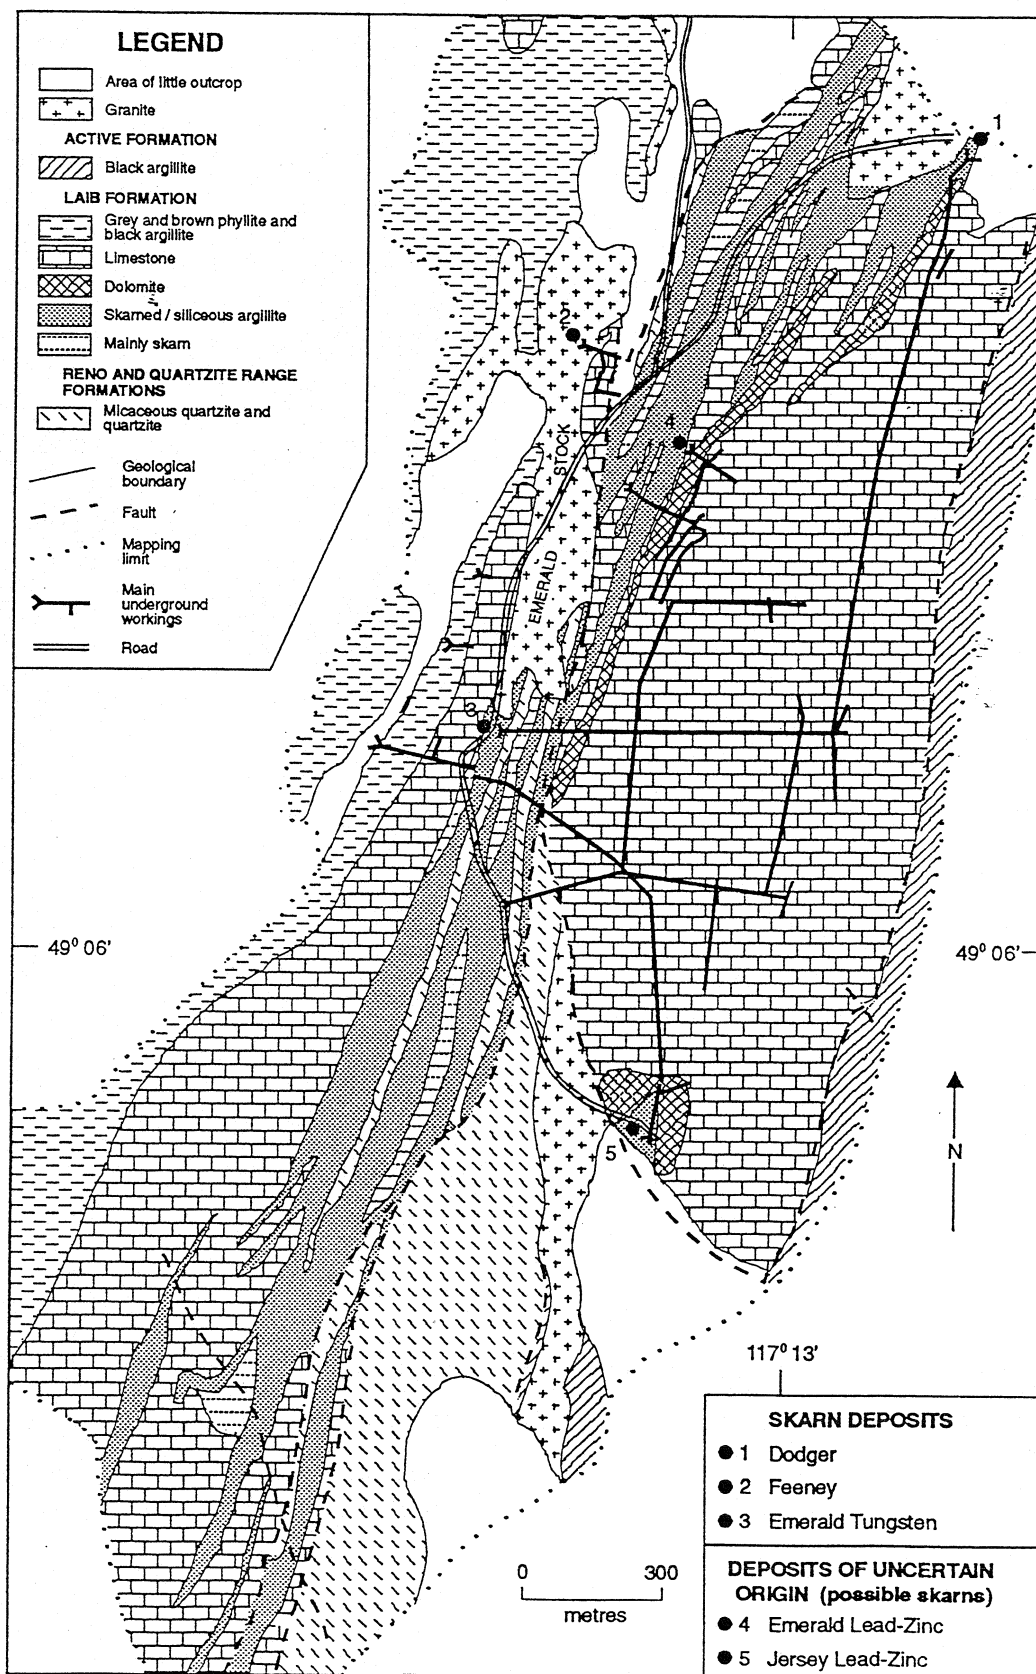 LEGEND
Area of little outcrop
Granite
ACTIVE FORMATION
Black argillite
LAIB FORMATION
Grey and brown phyllite and
black argillite
Limestone
Dolomite
Skarned / siliceous argillite
Mainly skarn
RENO AND QUARTZITE RANGE
FORMATIONS
Micaceous quartzite and
quartzite
Geological
boundary
Fault
Mapping
limit
Main
underground
workings
Road
1
2
4
EMERALD STOCK
3
49° 06'
49° 06'
N
5
117° 13'
0 300
metres
SKARN DEPOSITS
1 Dodger
2 Feeney
3 Emerald Tungsten
DEPOSITS OF UNCERTAIN
ORIGIN (possible skarns)
4 Emerald Lead-Zinc
5 Jersey Lead-Zinc